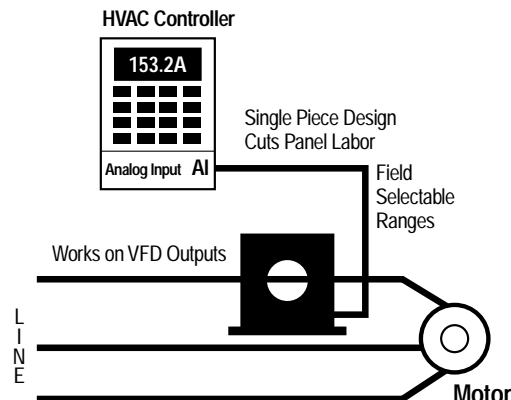 HVAC Controller
153.2A
Analog Input AI
Single Piece Design
Cuts Panel Labor
Field
Selectable
Ranges
Works on VFD Outputs
LINE
Motor